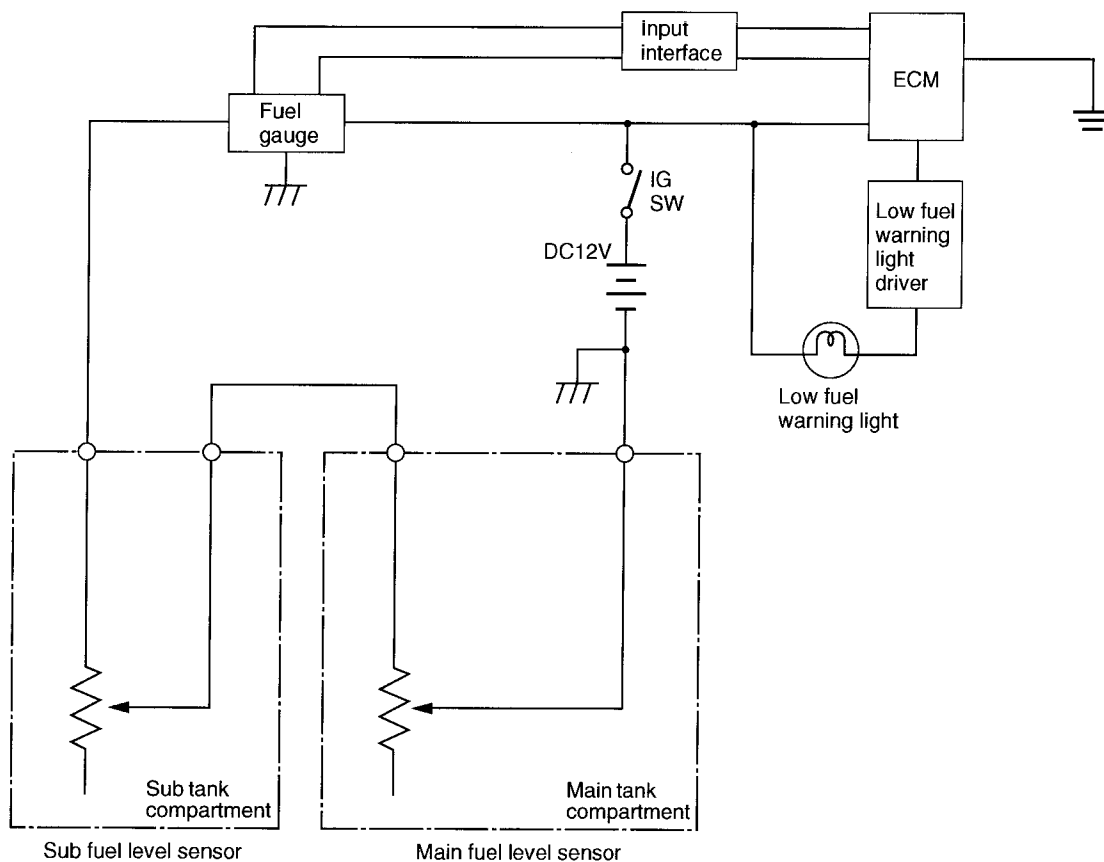 Input
interface
ECM
Fuel
gauge
IG
SW
DC12V
Low fuel
warning
light
driver
Low fuel
warning light
Sub tank
compartment
Main tank
compartment
Sub fuel level sensor
Main fuel level sensor